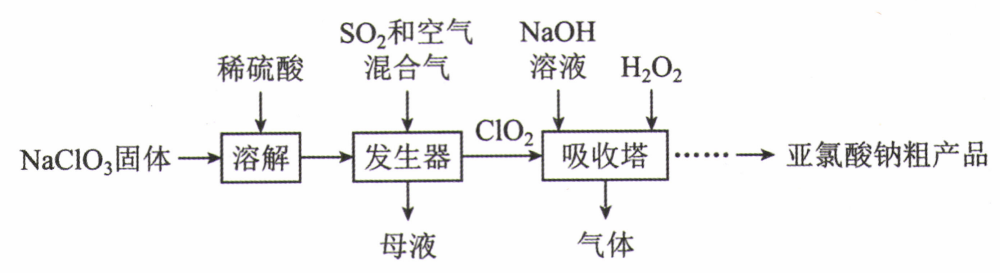 SO₂和空气
混合气
NaOH
溶液
稀硫酸
H₂O₂
NaClO₃固体
溶解
发生器
ClO₂
吸收塔
……
亚氯酸钠粗产品
母液
气体